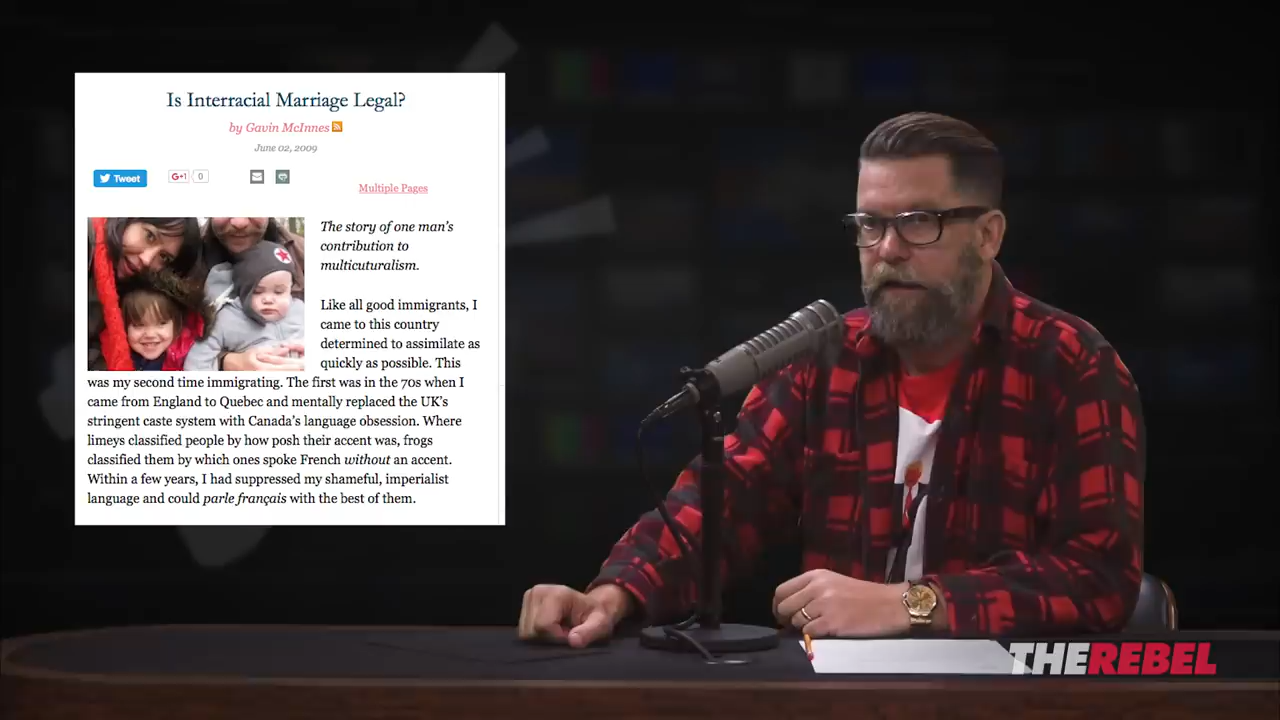 Is Interracial Marriage Legal?
by Gavin McInnes
June 02, 2009
Tweet
G+1 0
Multiple Pages
The story of one man's
contribution to
multicuturalism.
Like all good immigrants, I
came to this country
determined to assimilate as
quickly as possible. This
was my second time immigrating. The first was in the 70s when I
came from England to Quebec and mentally replaced the UK's
stringent caste system with Canada's language obsession. Where
limeys classified people by how posh their accent was, frogs
classified them by which ones spoke French without an accent.
Within a few years, I had suppressed my shameful, imperialist
language and could parle français with the best of them.
THEREBEL